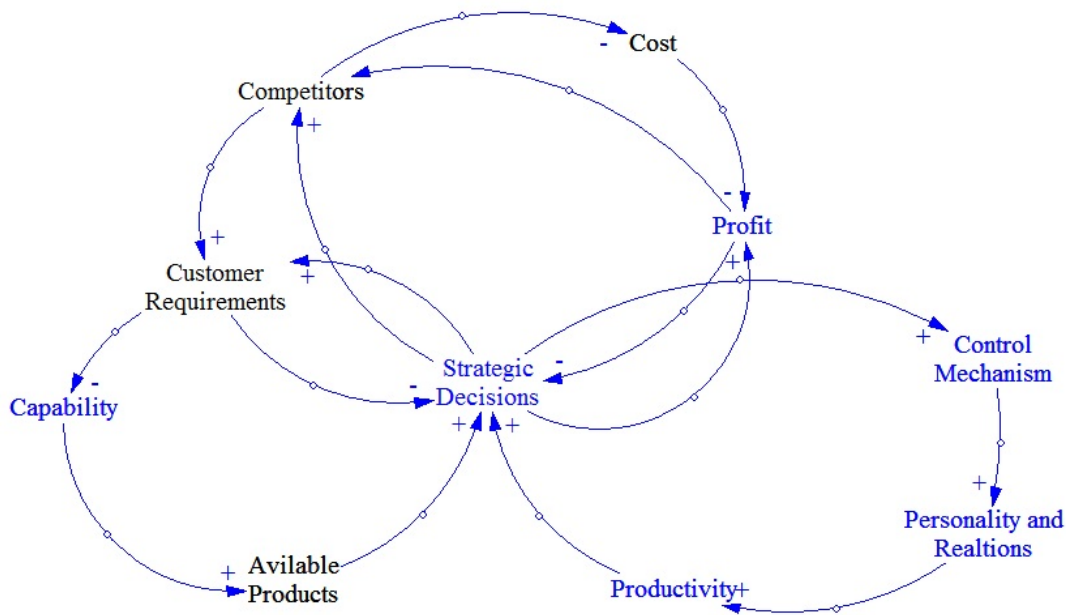 Cost
-
Competitors
+
-
Profit
+
+
Customer
Requirements
+
Control
Mechanism
+
-
Strategic
Decisions
-
-
Capability
+
+
+
Personality and
Realtions
Avilable
Products
+
Productivity
+